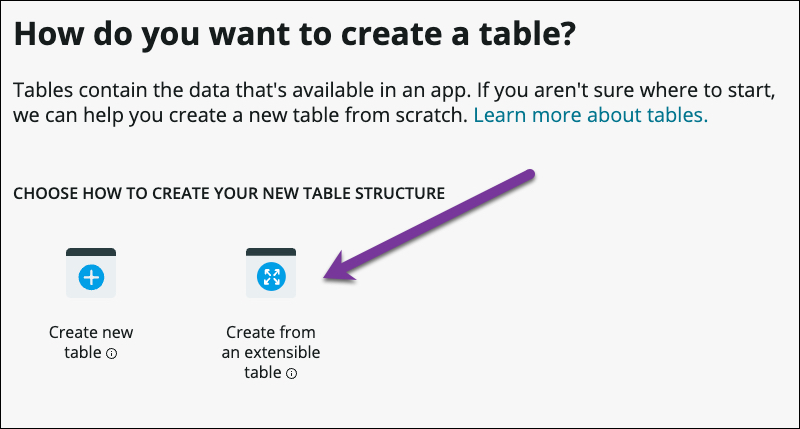 How do you want to create a table?
Tables contain the data that's available in an app. If you aren't sure where to start,
we can help you create a new table from scratch. Learn more about tables.
CHOOSE HOW TO CREATE YOUR NEW TABLE STRUCTURE
Create new
table
Create from
an extensible
table